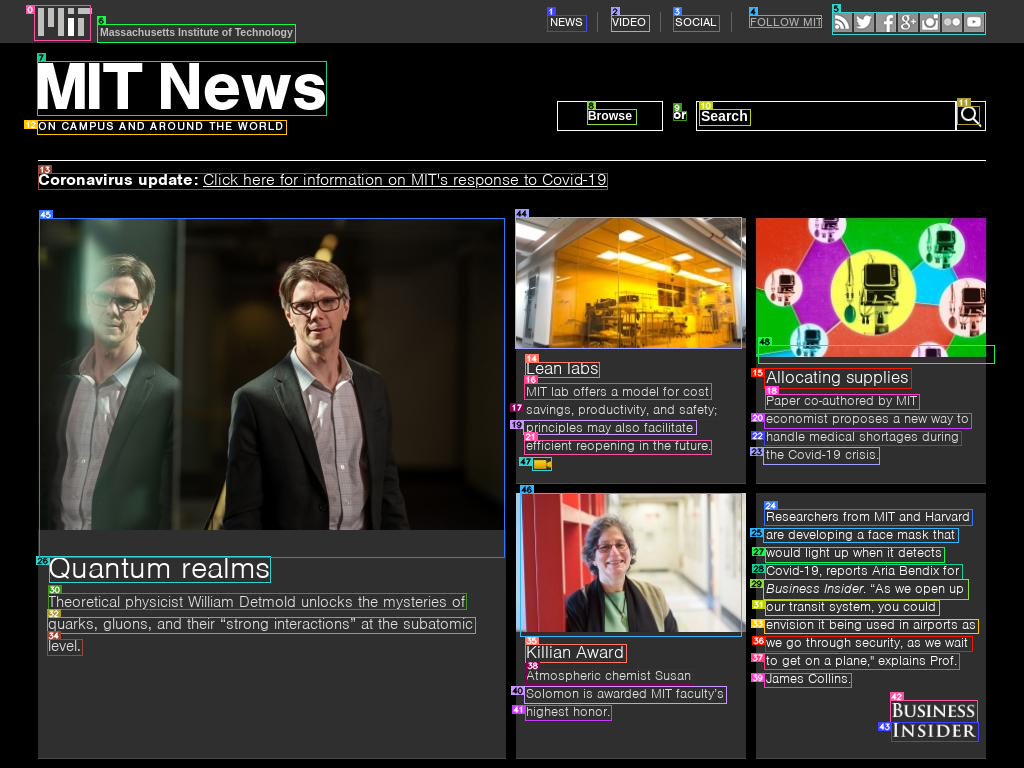 MIT
Massachusetts Institute of Technology
NEWS
VIDEO
SOCIAL
FOLLOW MIT
MIT News
ON CAMPUS AND AROUND THE WORLD
Browse
or
Search
Coronavirus update: Click here for information on MIT's response to Covid-19
Quantum realms
Theoretical physicist William Detmold unlocks the mysteries of
quarks, gluons, and their “strong interactions” at the subatomic
level.
Lean labs
MIT lab offers a model for cost
savings, productivity, and safety;
principles may also facilitate
efficient reopening in the future.
Allocating supplies
Paper co-authored by MIT
economist proposes a new way to
handle medical shortages during
the Covid-19 crisis.
Killian Award
Atmospheric chemist Susan
Solomon is awarded MIT faculty’s
highest honor.
Researchers from MIT and Harvard
are developing a face mask that
would light up when it detects
Covid-19, reports Aria Bendix for
Business Insider. “As we open up
our transit system, you could
envision it being used in airports as
we go through security, as we wait
to get on a plane,” explains Prof.
James Collins.
BUSINESS
INSIDER